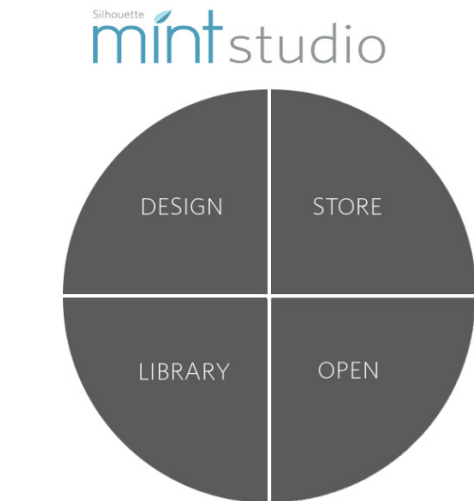 Silhouette
mint studio
DESIGN
STORE
LIBRARY
OPEN